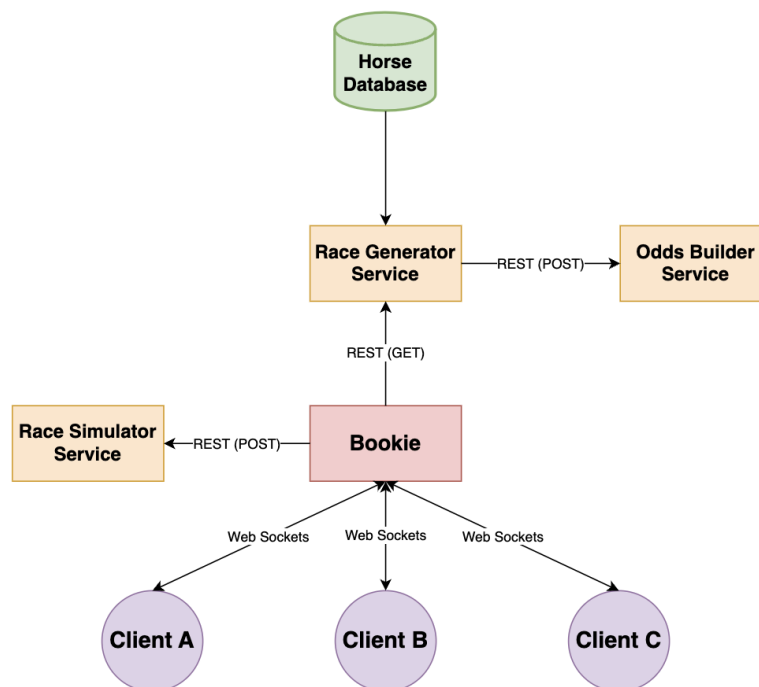 Horse
Database
Race Generator
Service
REST (POST)
Odds Builder
Service
REST (GET)
Race Simulator
Service
REST (POST)
Bookie
Web Sockets
Web Sockets
Web Sockets
Client A
Client B
Client C